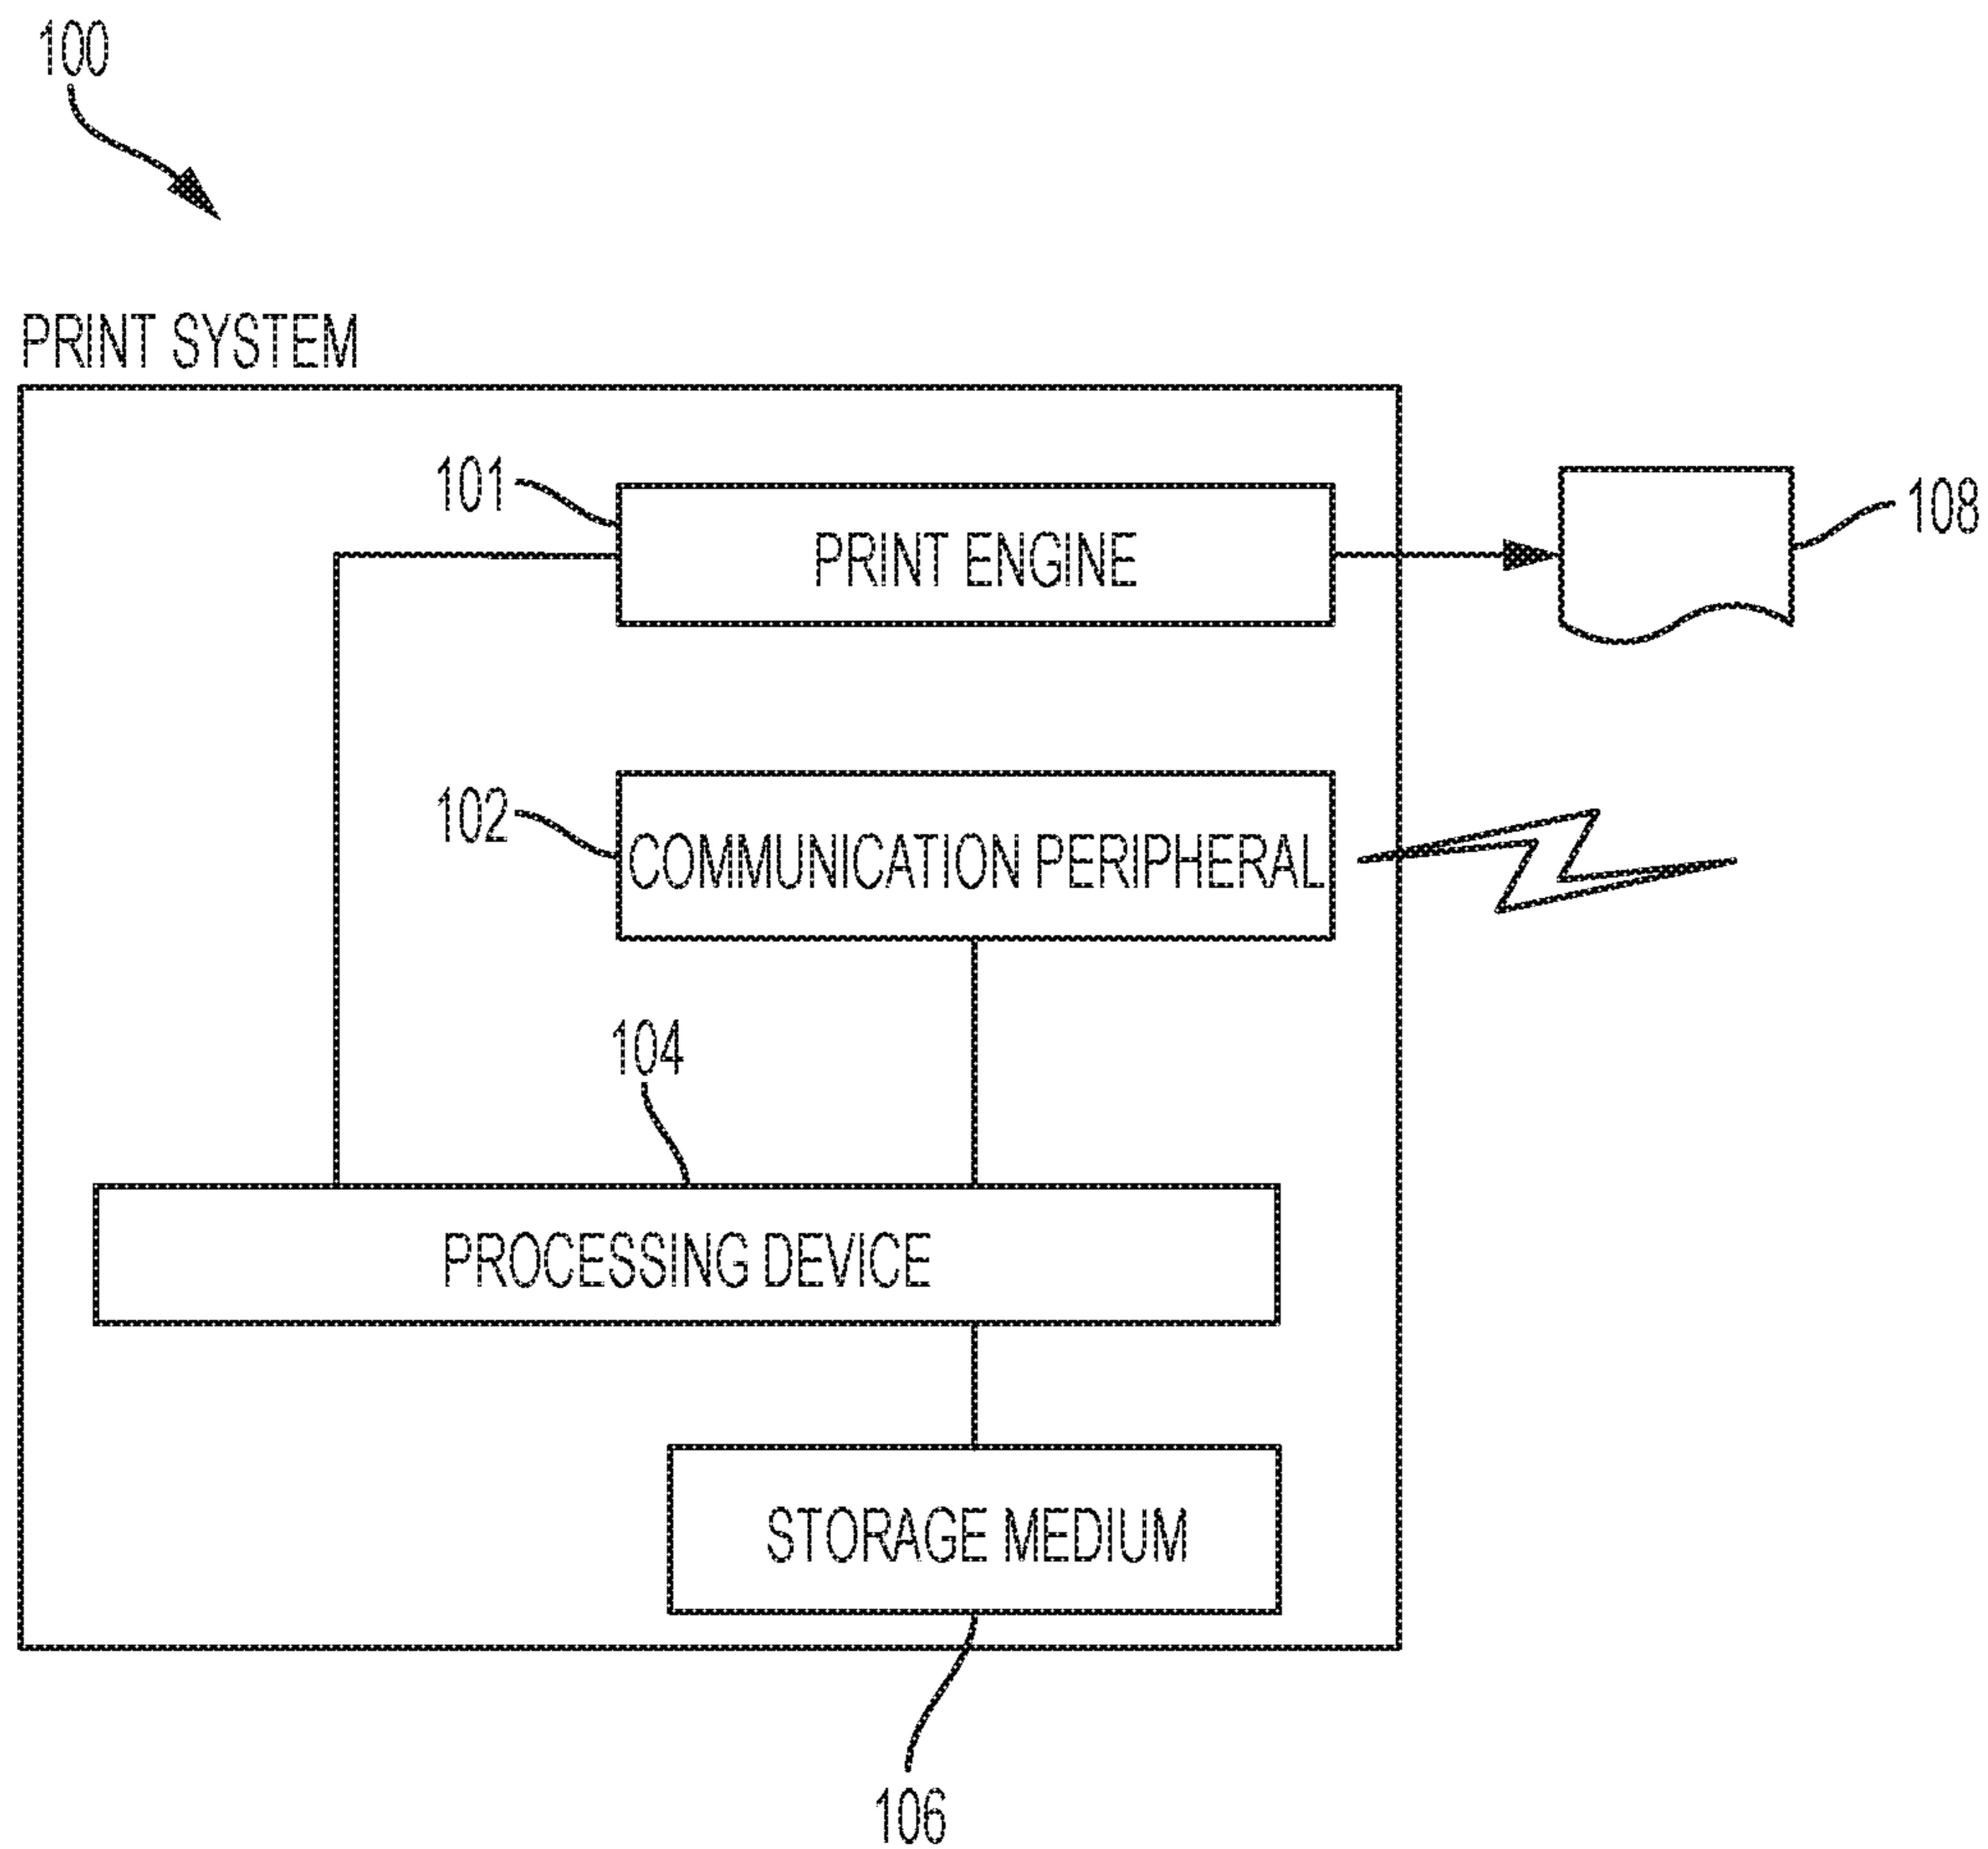 100
PRINT SYSTEM
101
PRINT ENGINE
108
102
COMMUNICATION PERIPHERAL
104
PROCESSING DEVICE
STORAGE MEDIUM
106